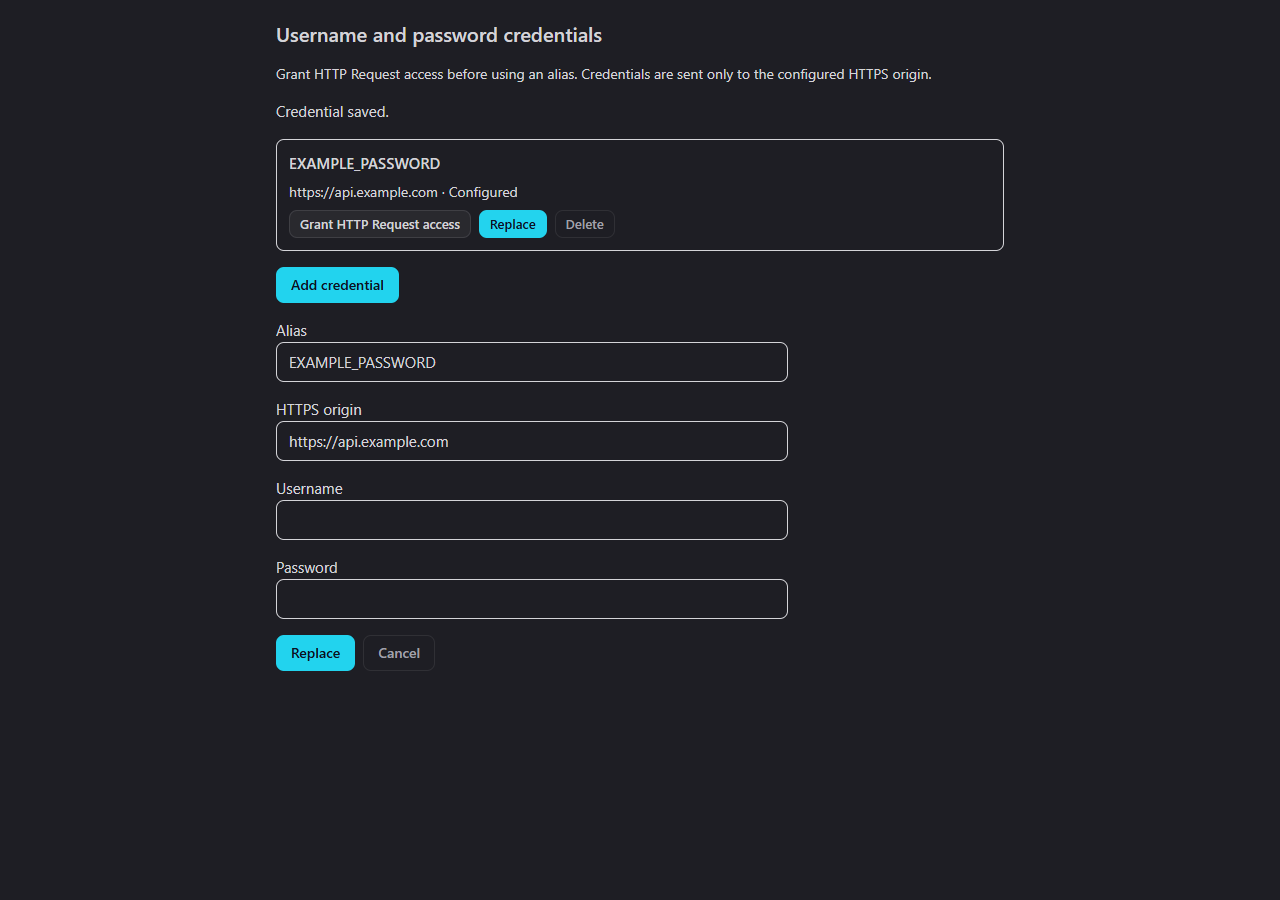 Username and password credentials
Grant HTTP Request access before using an alias. Credentials are sent only to the configured HTTPS origin.
Credential saved.
EXAMPLE_PASSWORD
https://api.example.com · Configured
Grant HTTP Request access Replace Delete
Add credential
Alias
EXAMPLE_PASSWORD
HTTPS origin
https://api.example.com
Username
Password
Replace Cancel